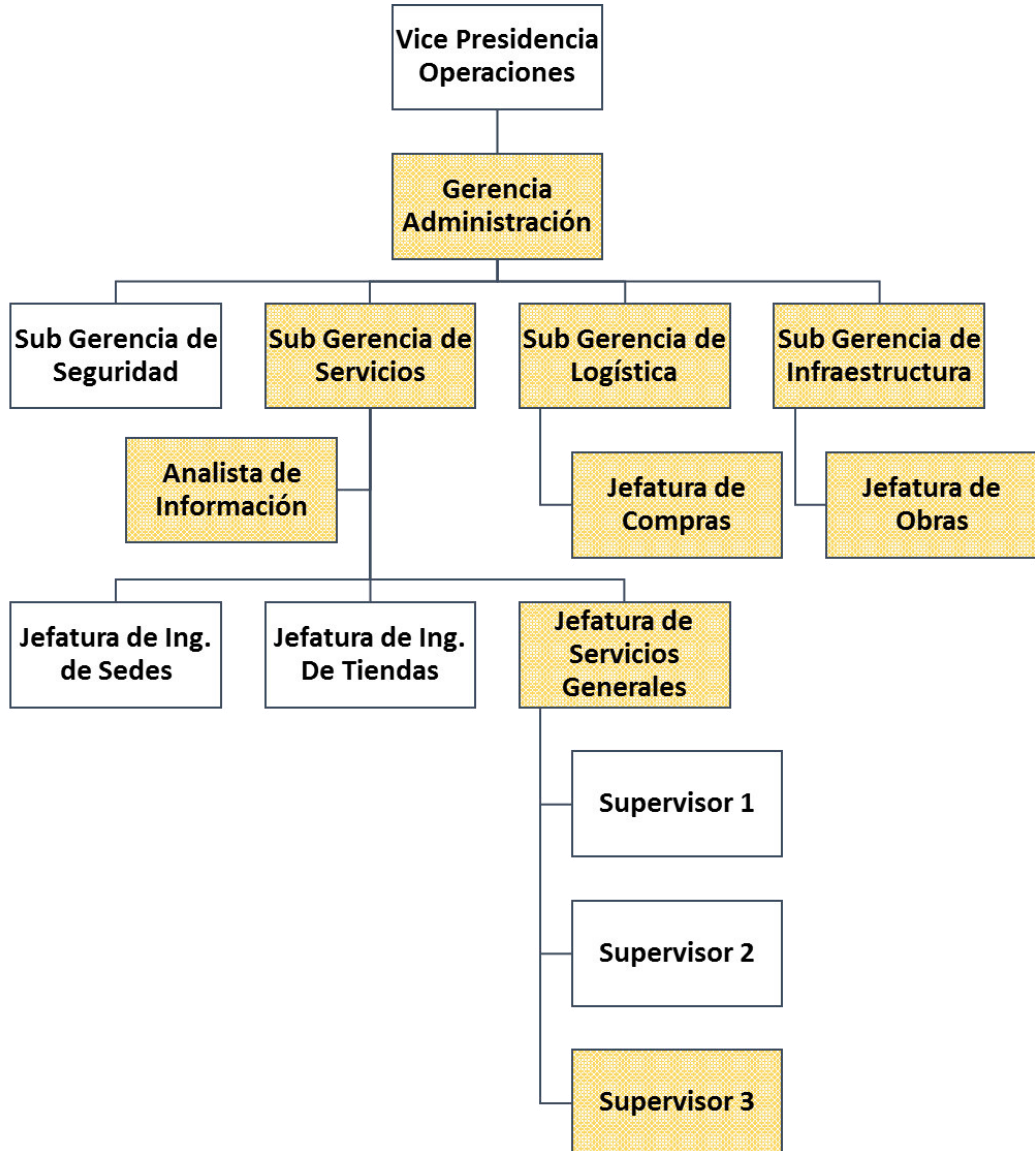 Vice Presidencia
Operaciones
Gerencia
Administración
Sub Gerencia de
Seguridad
Sub Gerencia de
Servicios
Sub Gerencia de
Logística
Sub Gerencia de
Infraestructura
Analista de
Información
Jefatura de
Compras
Jefatura de
Obras
Jefatura de Ing.
de Sedes
Jefatura de Ing.
De Tiendas
Jefatura de
Servicios
Generales
Supervisor 1
Supervisor 2
Supervisor 3